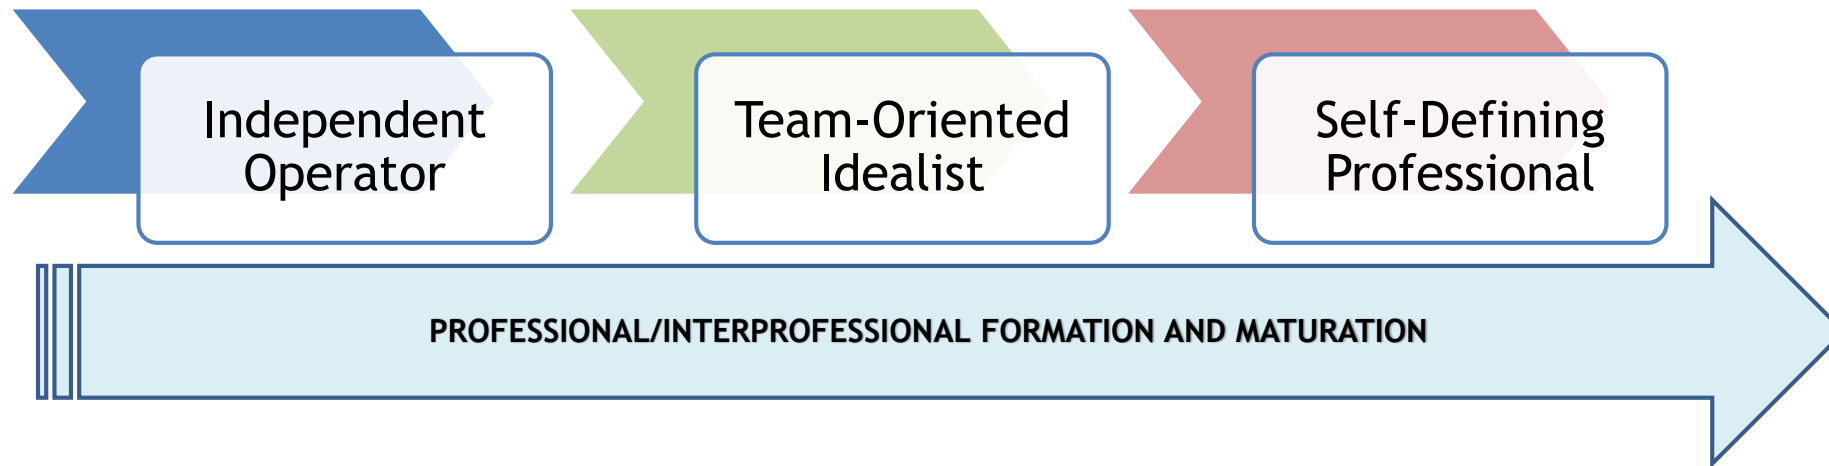 Independent
Operator
Team-Oriented
Idealist
Self-Defining
Professional
PROFESSIONAL/INTERPROFESSIONAL FORMATION AND MATURATION